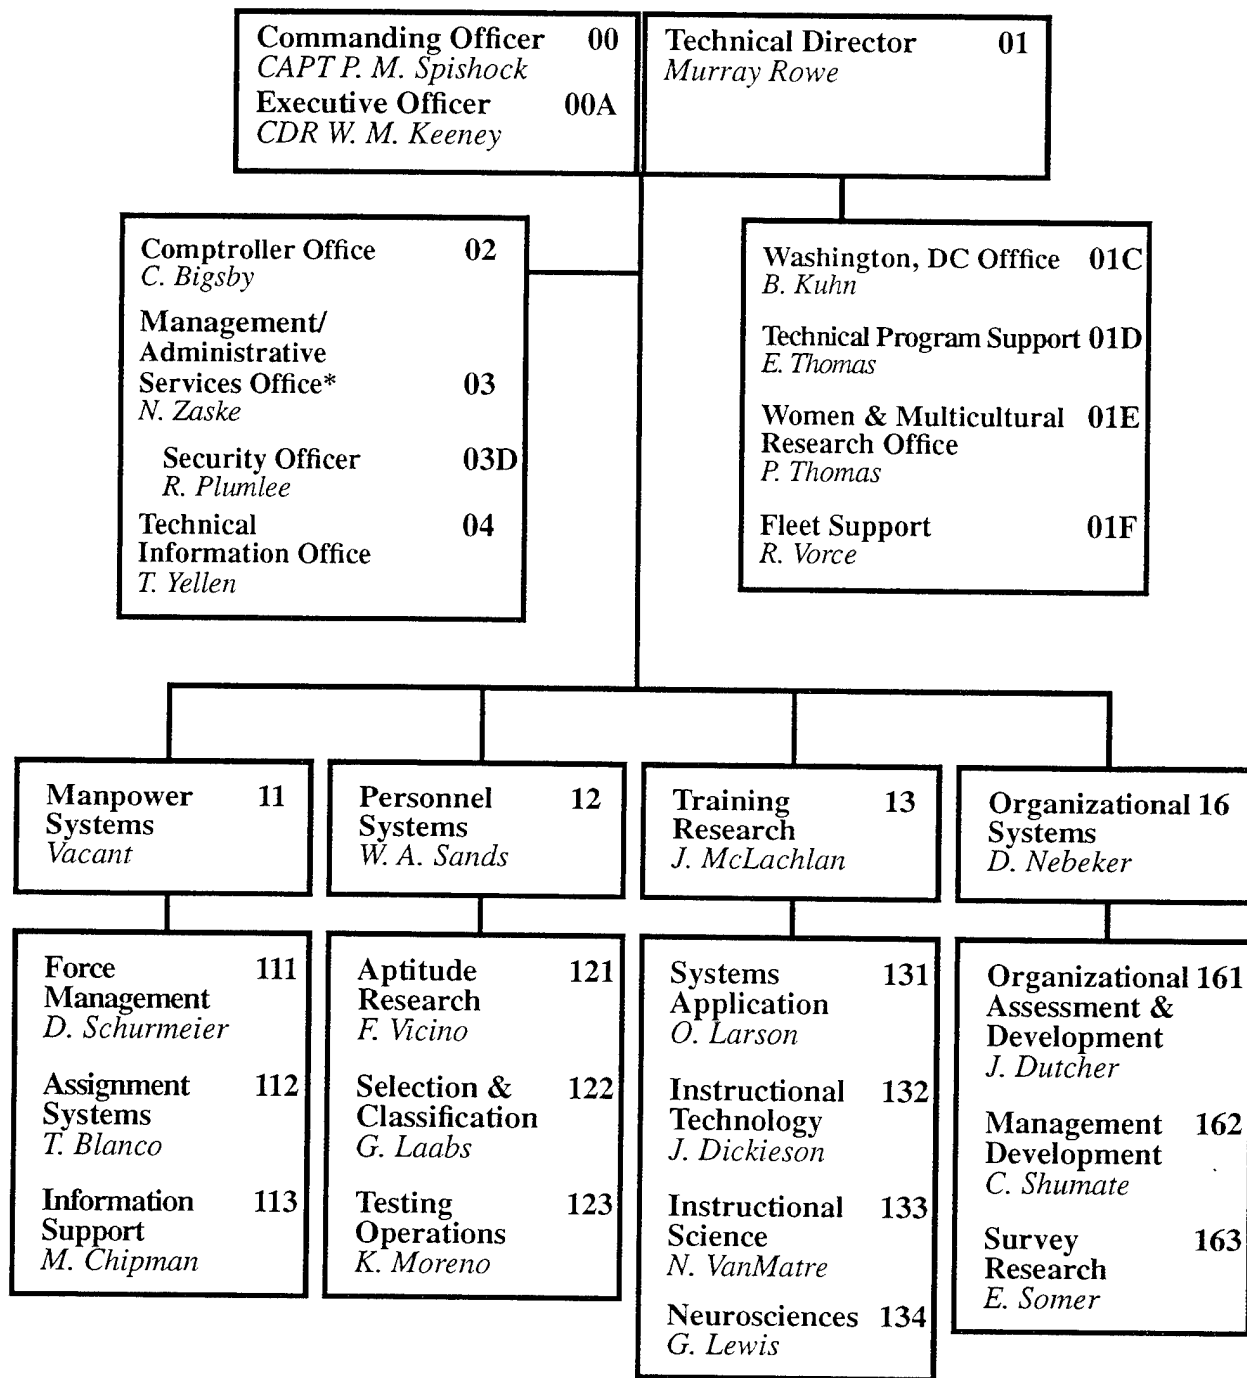 Commanding Officer 00
CAPT P. M. Spishock
Executive Officer 00A
CDR W. M. Keeney
Technical Director 01
Murray Rowe
Comptroller Office 02
C. Bigsby
Management/
Administrative
Services Office* 03
N. Zaske
Security Officer 03D
R. Plumlee
Technical 04
Information Office
T. Yellen
Washington, DC Offfice 01C
B. Kuhn
Technical Program Support 01D
E. Thomas
Women & Multicultural 01E
Research Office
P. Thomas
Fleet Support 01F
R. Vorce
Manpower 11
Systems
Vacant
Personnel 12
Systems
W. A. Sands
Training 13
Research
J. McLachlan
Organizational 16
Systems
D. Nebeker
Force 111
Management
D. Schurmeier
Assignment 112
Systems
T. Blanco
Information 113
Support
M. Chipman
Aptitude 121
Research
F. Vicino
Selection & 122
Classification
G. Laabs
Testing 123
Operations
K. Moreno
Systems 131
Application
O. Larson
Instructional 132
Technology
J. Dickieson
Instructional 133
Science
N. VanMatre
Neurosciences 134
G. Lewis
Organizational 161
Assessment &
Development
J. Dutcher
Management 162
Development
C. Shumate
Survey 163
Research
E. Somer